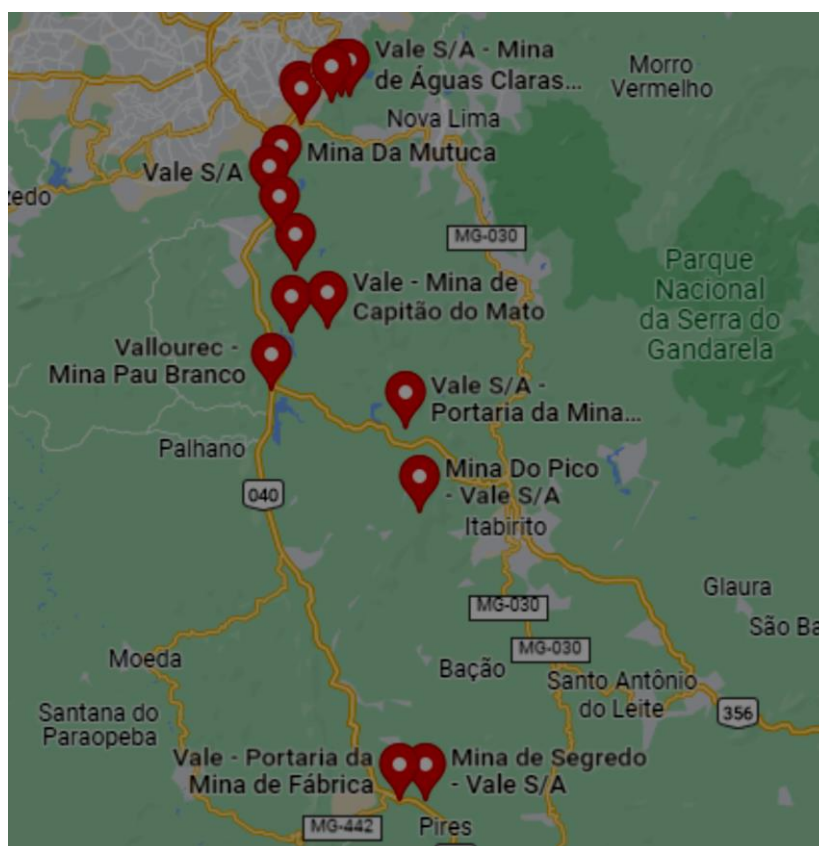 Vale S/A - Mina
de Águas Claras...
Morro
Vermelho
Nova Lima
Mina Da Mutuca
Vale S/A
MG-030
Parque
Nacional
da Serra do
Gandarela
Vale - Mina de
Capitão do Mato
Vallourec -
Mina Pau Branco
Vale S/A -
Portaria da Mina...
Palhano
Mina Do Pico
- Vale S/A
040
Itabirito
Glaura
MG-030
São Ba
MG-030
Moeda
Bação
Santo Antônio
do Leite
356
Santana do
Paraopeba
Vale - Portaria da
Mina de Fábrica
Mina de Segredo
- Vale S/A
MG-442
Pires